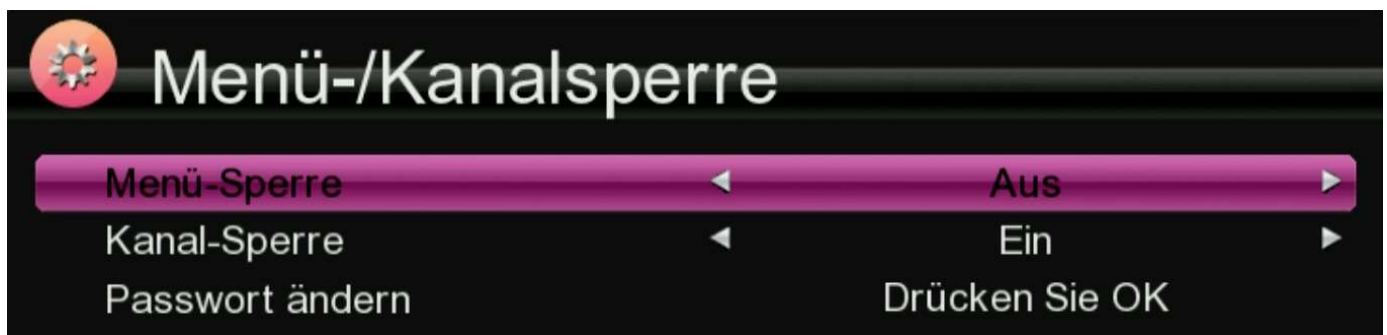 Menü-/Kanalsperre
Menü-Sperre Aus
Kanal-Sperre Ein
Passwort ändern Drücken Sie OK